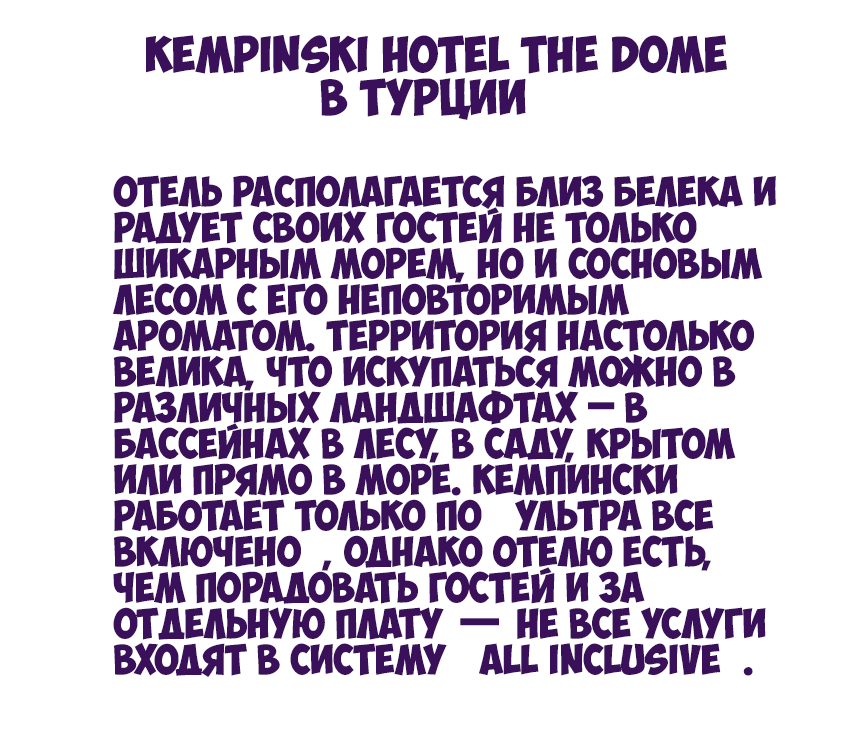 KEMPINSKI HOTEL THE DOME
В ТУРЦИИ
ОТЕЛЬ РАСПОЛАГАЕТСЯ БЛИЗ БЕЛЕКА И
РАДУЕТ СВОИХ ГОСТЕЙ НЕ ТОЛЬКО
ШИКАРНЫМ МОРЕМ, НО И СОСНОВЫМ
ЛЕСОМ С ЕГО НЕПОВТОРИМЫМ
АРОМАТОМ. ТЕРРИТОРИЯ НАСТОЛЬКО
ВЕЛИКА, ЧТО ИСКУПАТЬСЯ МОЖНО В
РАЗЛИЧНЫХ ЛАНДШАФТАХ – В
БАССЕЙНАХ В ЛЕСУ, В САДУ, КРЫТОМ
ИЛИ ПРЯМО В МОРЕ. КЕМПИНСКИ
РАБОТАЕТ ТОЛЬКО ПО УЛЬТРА ВСЕ
ВКЛЮЧЕНО , ОДНАКО ОТЕЛЮ ЕСТЬ,
ЧЕМ ПОРАДОВАТЬ ГОСТЕЙ И ЗА
ОТДЕЛЬНУЮ ПЛАТУ — НЕ ВСЕ УСЛУГИ
ВХОДЯТ В СИСТЕМУ ALL INCLUSIVE .